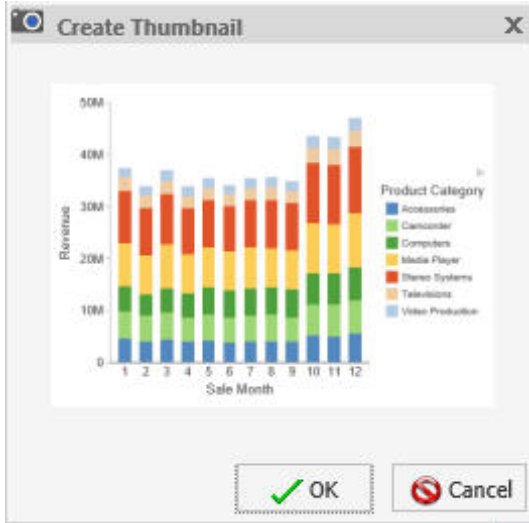 Create Thumbnail X
50M
40M
30M
20M
10M
0
Revenue
1 2 3 4 5 6 7 8 9 10 11 12
Sale Month
Product Category
Accessories
Camcorder
Computers
Media Player
Stereo Systems
Televisions
Video Production
OK Cancel